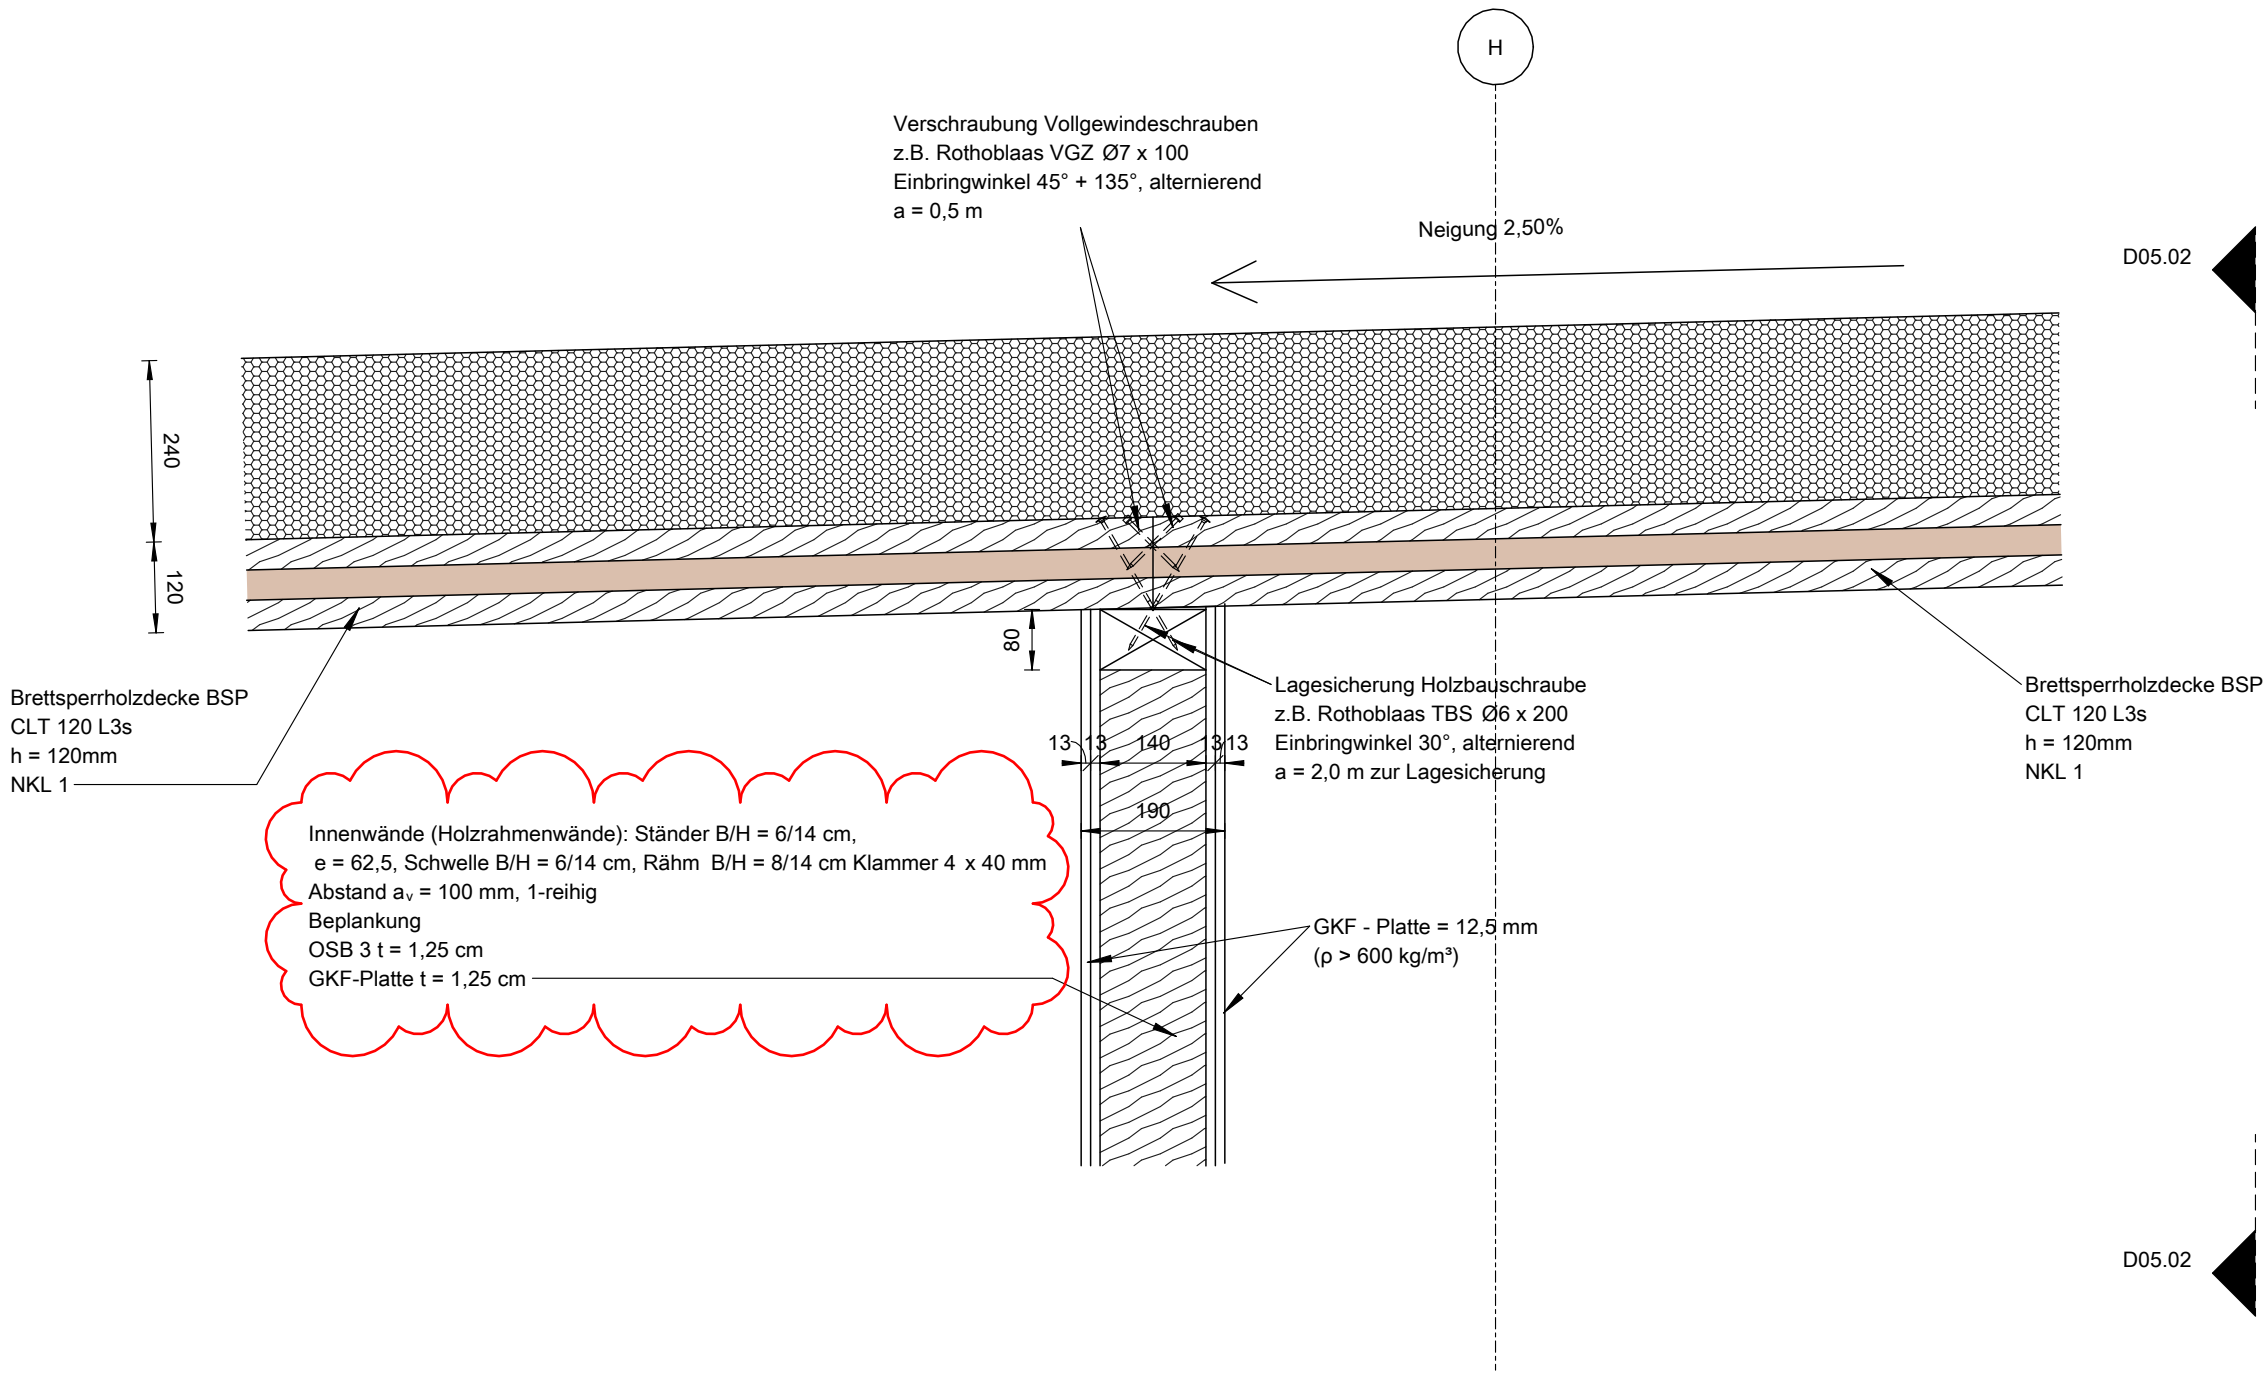 H
Verschraubung Vollgewindeschrauben
z.B. Rothoblaas VGZ Ø7 x 100
Einbringwinkel 45° + 135°, alternierend
a = 0,5 m
Neigung 2,50%
D05.02
240
120
80
Brettsperrholzdecke BSP
CLT 120 L3s
h = 120mm
NKL 1
Lagesicherung Holzbauschraube
z.B. Rothoblaas TBS Ø6 x 200
Einbringwinkel 30°, alternierend
a = 2,0 m zur Lagesicherung
Brettsperrholzdecke BSP
CLT 120 L3s
h = 120mm
NKL 1
13 13 140 13 13
190
Innenwände (Holzrahmenwände): Ständer B/H = 6/14 cm,
e = 62,5, Schwelle B/H = 6/14 cm, Rähm B/H = 8/14 cm Klammer 4 x 40 mm
Abstand aᵥ = 100 mm, 1-reihig
Beplankung
OSB 3 t = 1,25 cm
GKF-Platte t = 1,25 cm
GKF - Platte = 12,5 mm
(ρ > 600 kg/m³)
D05.02